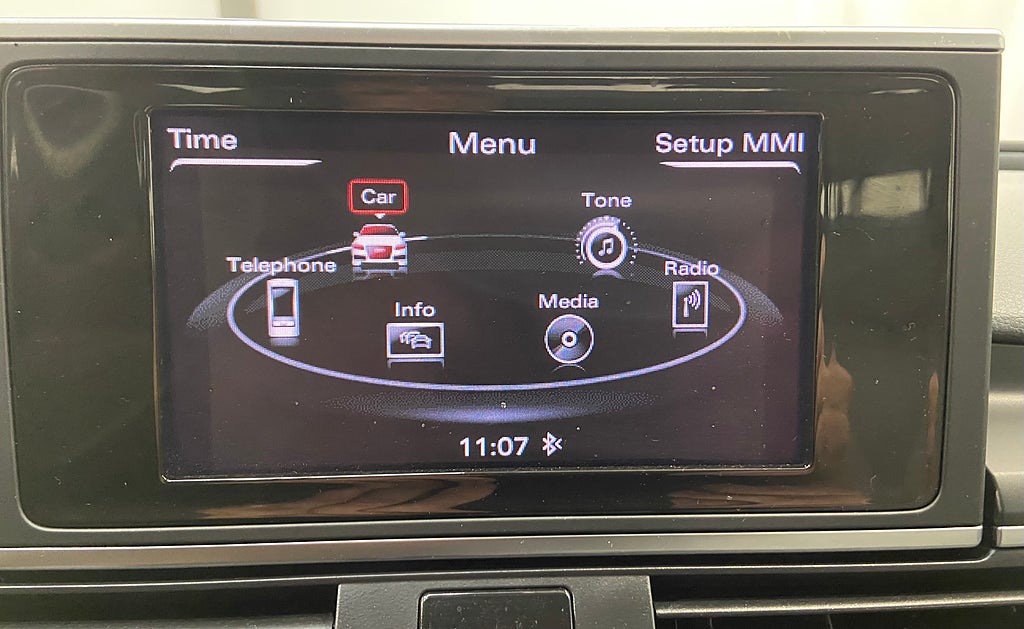 Time
Menu
Setup MMI
Car
Tone
Telephone
Radio
Info
Media
11:07